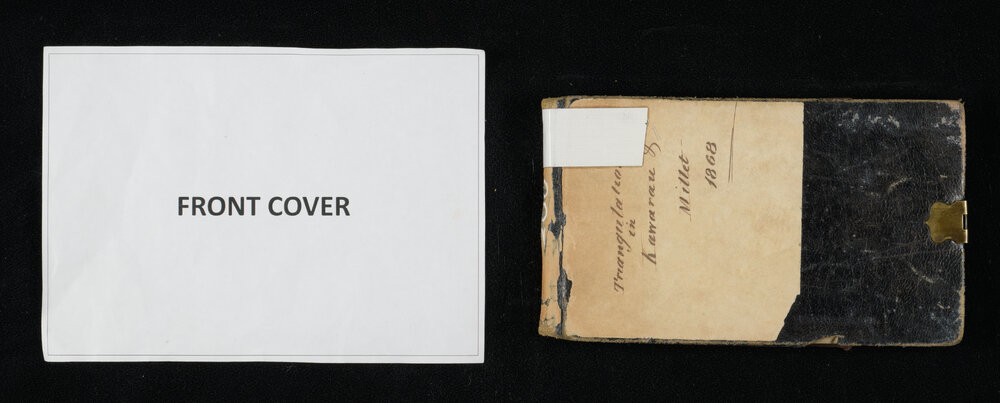 FRONT COVER
Triangulation
in
Kawarau &
Millet
1868